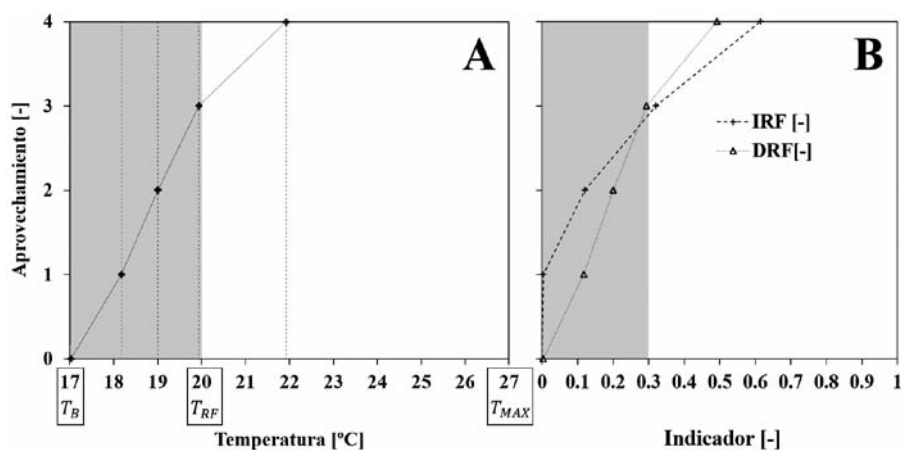 A
B
Aprovechamiento [-]
4
3
2
1
0
17 18 19 20 21 22 23 24 25 26 27
T_B T_RF T_MAX
Temperatura [ºC]
IRF [-]
DRF[-]
0 0.1 0.2 0.3 0.4 0.5 0.6 0.7 0.8 0.9 1
Indicador [-]